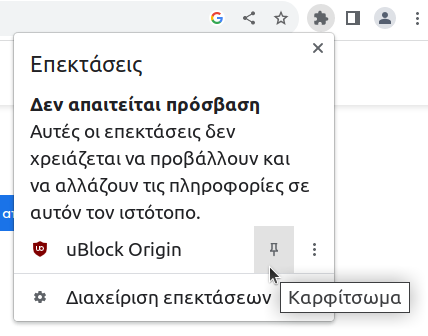 Επεκτάσεις
Δεν απαιτείται πρόσβαση
Αυτές οι επεκτάσεις δεν
χρειάζεται να προβάλλουν και
να αλλάζουν τις πληροφορίες σε
αυτόν τον ιστότοπο.
uBlock Origin
Διαχείριση επεκτάσεων
Καρφίτσωμα